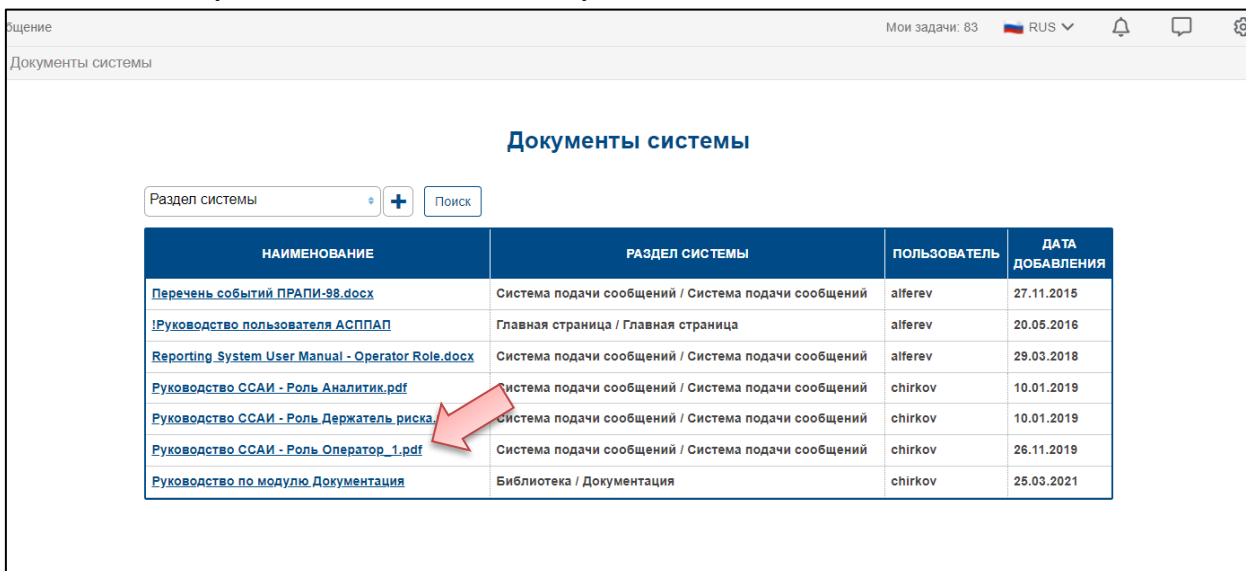 бщение Мои задачи: 83 RUS
Документы системы
Документы системы
Раздел системы + Поиск
НАИМЕНОВАНИЕ РАЗДЕЛ СИСТЕМЫ ПОЛЬЗОВАТЕЛЬ ДАТА ДОБАВЛЕНИЯ
Перечень событий ПРАПИ-98.docx Система подачи сообщений / Система подачи сообщений alferev 27.11.2015
!Руководство пользователя АСППАП Главная страница / Главная страница alferev 20.05.2016
Reporting System User Manual - Operator Role.docx Система подачи сообщений / Система подачи сообщений alferev 29.03.2018
Руководство ССАИ - Роль Аналитик.pdf Система подачи сообщений / Система подачи сообщений chirkov 10.01.2019
Руководство ССАИ - Роль Держатель риска. Система подачи сообщений / Система подачи сообщений chirkov 10.01.2019
Руководство ССАИ - Роль Оператор_1.pdf Система подачи сообщений / Система подачи сообщений chirkov 26.11.2019
Руководство по модулю Документация Библиотека / Документация chirkov 25.03.2021